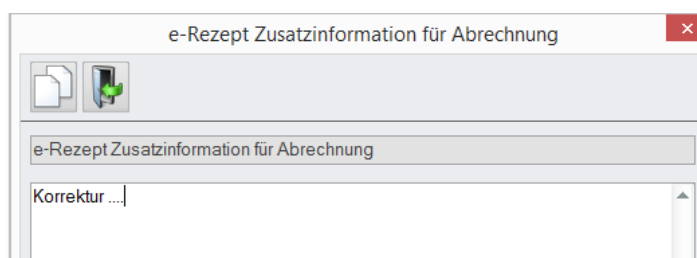 e-Rezept Zusatzinformation für Abrechnung
e-Rezept Zusatzinformation für Abrechnung
Korrektur ....